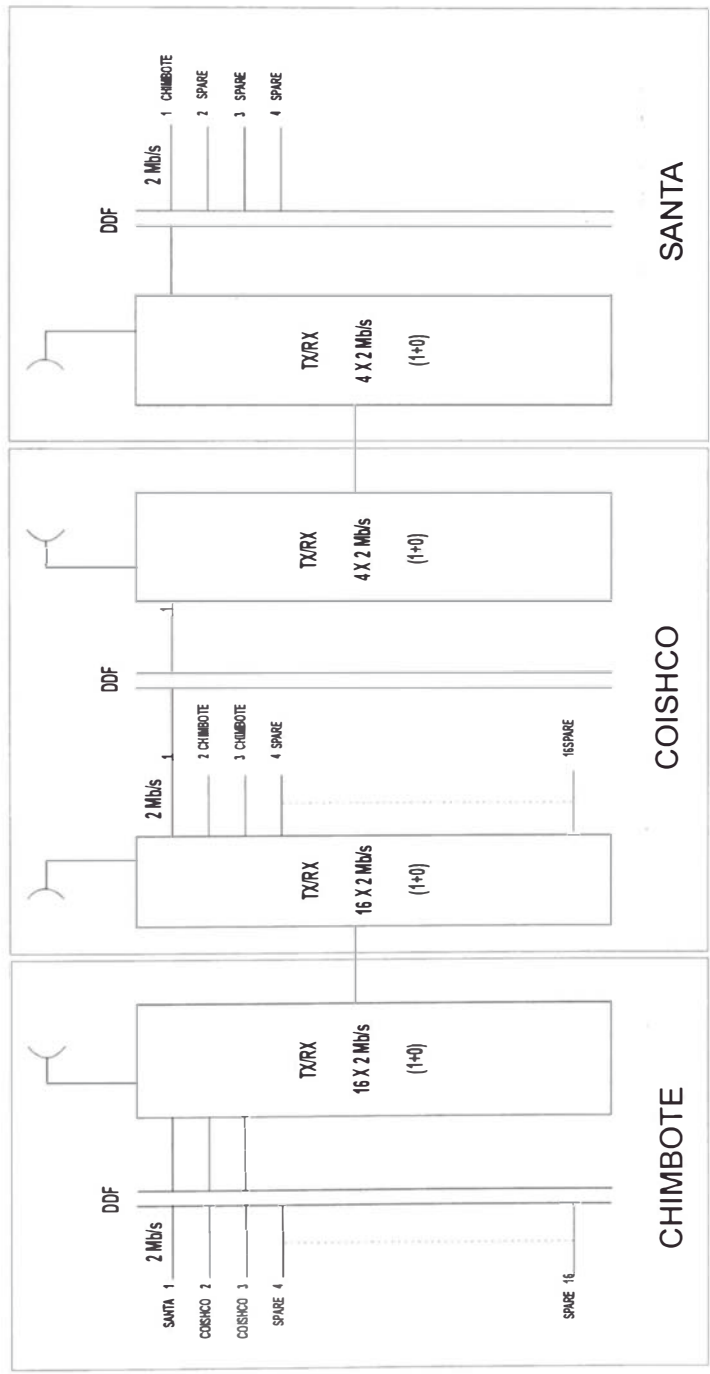 DDF
2 Mb/s
SANTA 1
COISHCO 2
COISHCO 3
SPARE 4
SPARE 16
TX/RX
16 X 2 Mb/s
(1+0)
CHIMBOTE
TX/RX
16 X 2 Mb/s
(1+0)
2 Mb/s
1
2 CHIMBOTE
3 CHIMBOTE
4 SPARE
16SPARE
DDF
1
TX/RX
4 X 2 Mb/s
(1+0)
COISHCO
TX/RX
4 X 2 Mb/s
(1+0)
DDF
2 Mb/s
1 CHIMBOTE
2 SPARE
3 SPARE
4 SPARE
SANTA